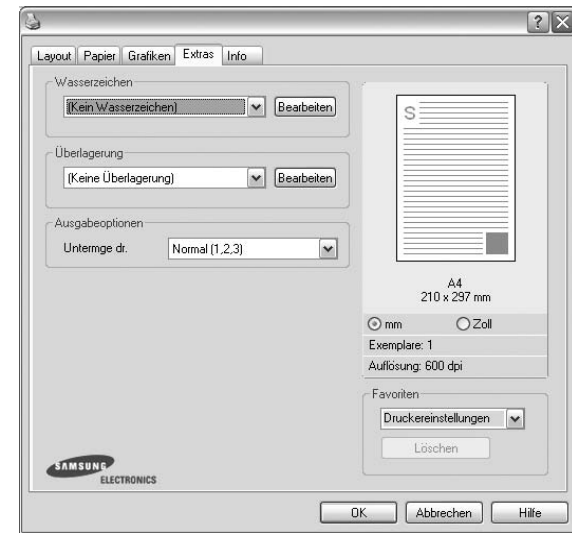 Layout Papier Grafiken Extras Info
Wasserzeichen
(Kein Wasserzeichen) Bearbeiten
Überlagerung
(Keine Überlagerung) Bearbeiten
Ausgabeoptionen
Untermge dr. Normal (1,2,3)
S
A4
210 x 297 mm
mm Zoll
Exemplare: 1
Auflösung: 600 dpi
Favoriten
Druckereinstellungen
Löschen
SAMSUNG
ELECTRONICS
OK Abbrechen Hilfe